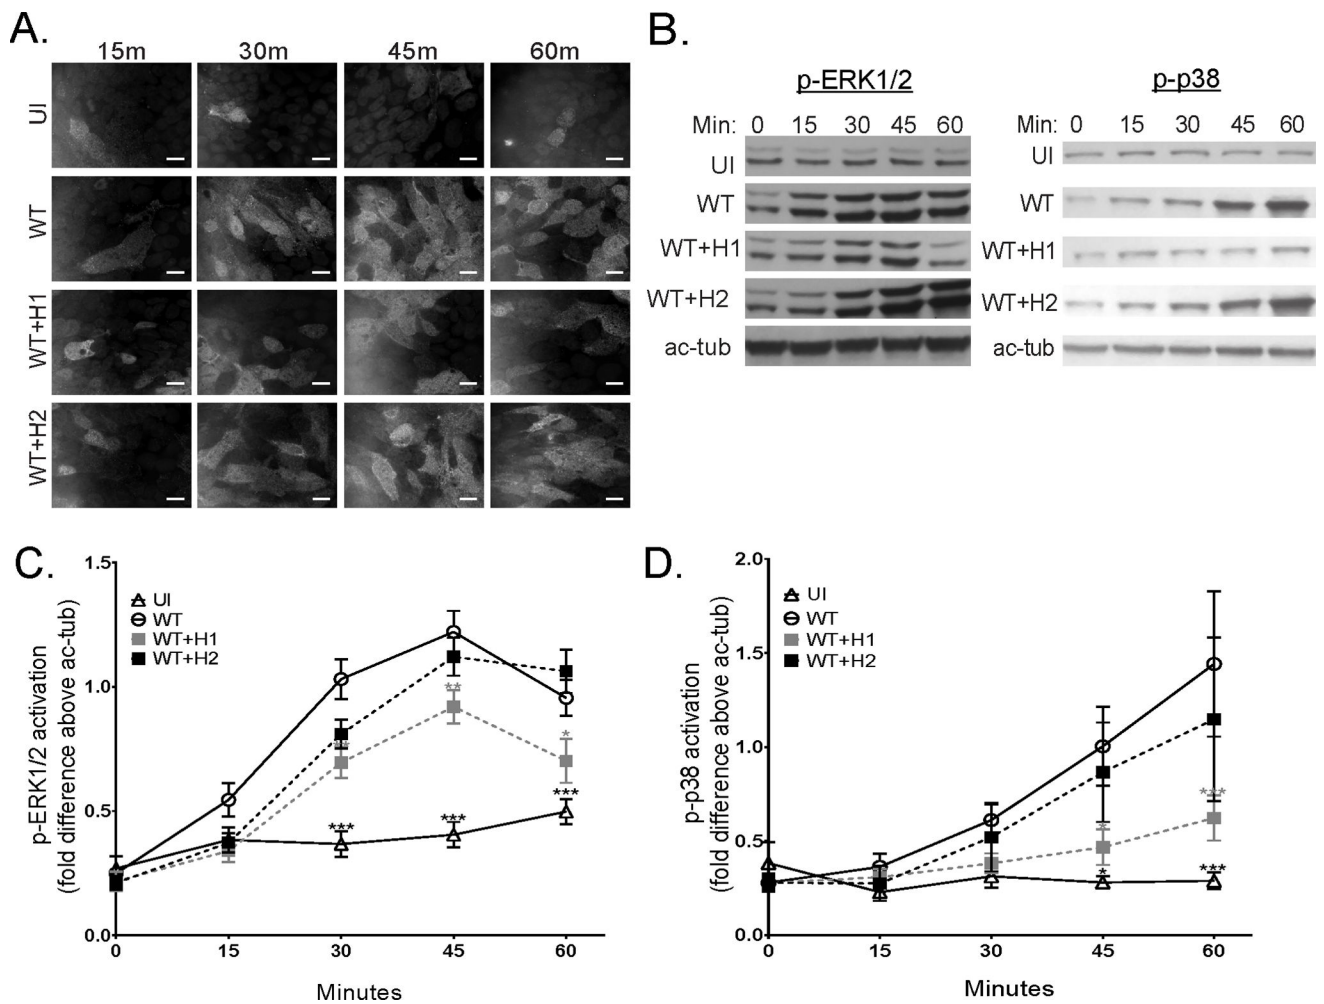 A.
15m 30m 45m 60m
UI
WT
WT+H1
WT+H2
B.
p-ERK1/2
Min: 0 15 30 45 60
UI
WT
WT+H1
WT+H2
ac-tub
p-p38
Min: 0 15 30 45 60
UI
WT
WT+H1
WT+H2
ac-tub
C.
p-ERK1/2 activation
(fold difference above ac-tub)
1.5
1.0
0.5
0.0
UI
WT
WT+H1
WT+H2
**
**
*
***
***
***
0 15 30 45 60
Minutes
D.
p-p38 activation
(fold difference above ac-tub)
2.0
1.5
1.0
0.5
0.0
UI
WT
WT+H1
WT+H2
*
***
*
***
0 15 30 45 60
Minutes